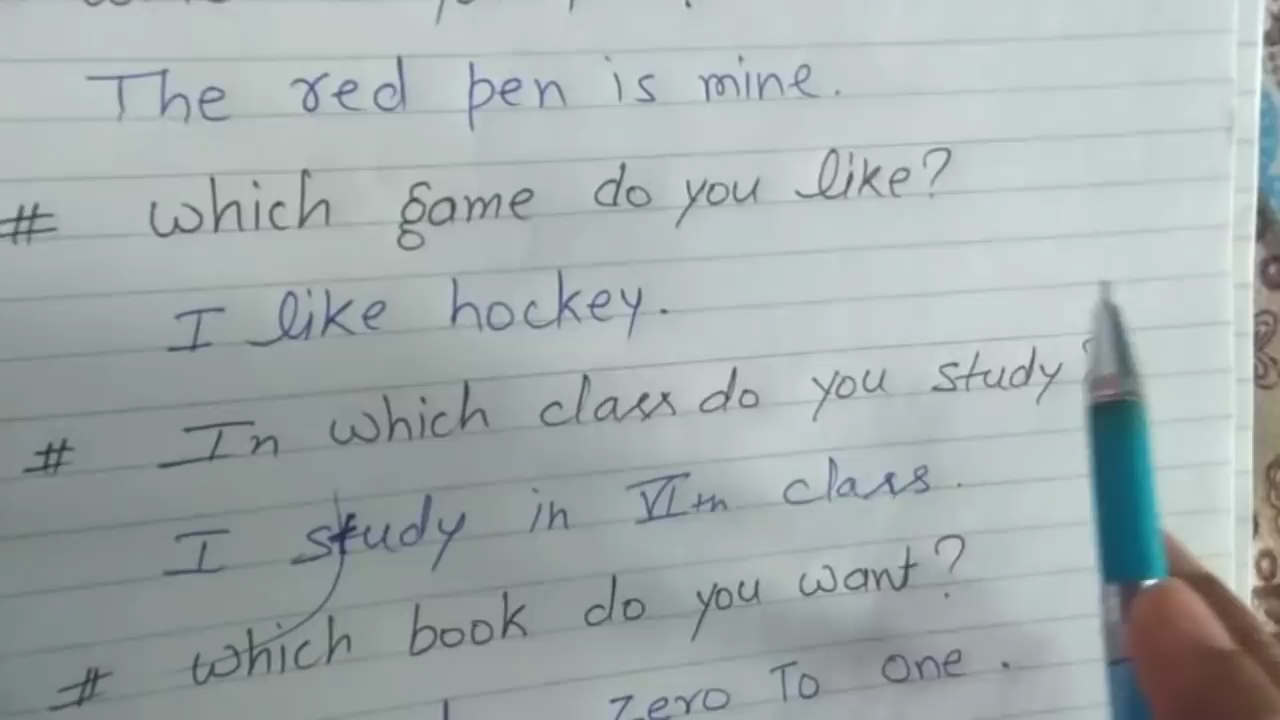 The red pen is mine.
# which game do you like?
I like hockey.
# In which class do you study?
I study in VIth class.
# which book do you want?
zero To one.